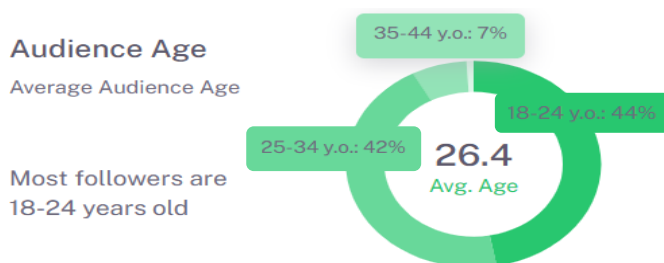 Audience Age
Average Audience Age
Most followers are
18-24 years old
35-44 y.o.: 7%
18-24 y.o.: 44%
25-34 y.o.: 42%
26.4
Avg. Age